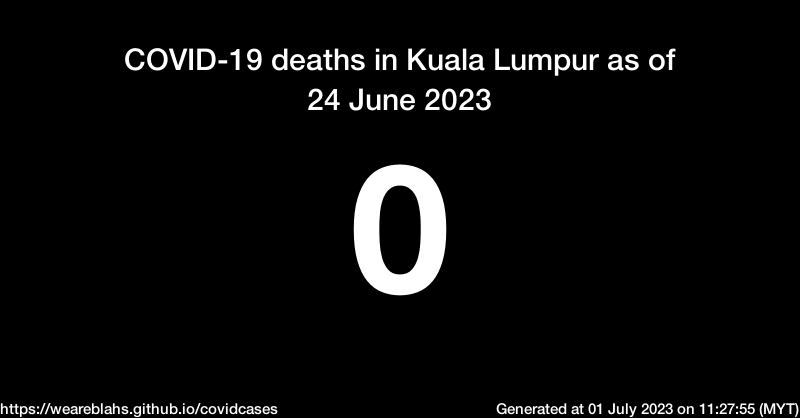 COVID-19 deaths in Kuala Lumpur as of
24 June 2023
0
https://weareblahs.github.io/covidcases
Generated at 01 July 2023 on 11:27:55 (MYT)